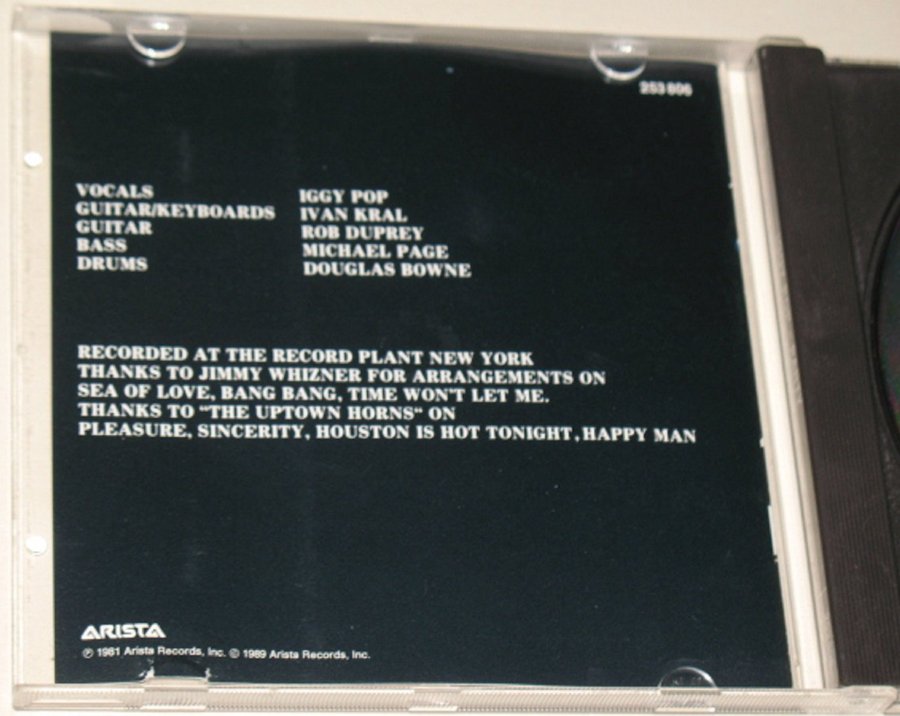 253 806
VOCALS IGGY POP
GUITAR/KEYBOARDS IVAN KRAL
GUITAR ROB DUPREY
BASS MICHAEL PAGE
DRUMS DOUGLAS BOWNE
RECORDED AT THE RECORD PLANT NEW YORK
THANKS TO JIMMY WHIZNER FOR ARRANGEMENTS ON
SEA OF LOVE, BANG BANG, TIME WON'T LET ME.
THANKS TO "THE UPTOWN HORNS" ON
PLEASURE, SINCERITY, HOUSTON IS HOT TONIGHT, HAPPY MAN
ARISTA
℗ 1981 Arista Records, Inc. © 1989 Arista Records, Inc.